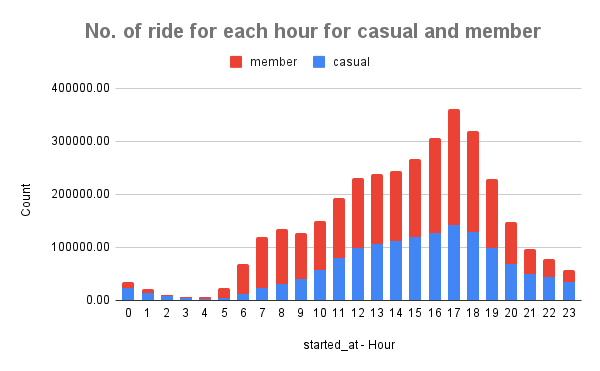 No. of ride for each hour for casual and member
member casual
400000.00
300000.00
200000.00
100000.00
0.00
Count
0 1 2 3 4 5 6 7 8 9 10 11 12 13 14 15 16 17 18 19 20 21 22 23
started_at - Hour